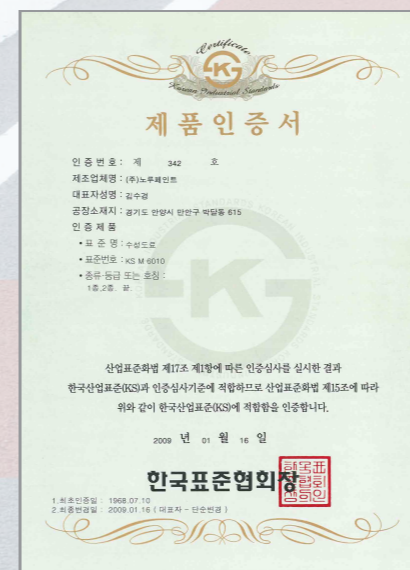 Certificate
KS
Korean Industrial Standards
제품인증서
인증번호 : 제 342 호
제조업체명 : (주)노루페인트
대표자성명 : 김수경
공장소재지 : 경기도 안양시 만안구 박달동 615
인증제품
• 표준명 : 수성도료
• 표준번호 : KS M 6010
• 종류·등급 또는 호칭 :
1종,2종. 끝.
산업표준화법 제17조 제1항에 따른 인증심사를 실시한 결과
한국산업표준(KS)과 인증심사기준에 적합하므로 산업표준화법 제15조에 따라
위와 같이 한국산업표준(KS)에 적합함을 인증합니다.
2009 년 01 월 16 일
한국표준협회장
1.최초인증일 : 1968.07.10
2.최종변경일 : 2009.01.16 ( 대표자 - 단순변경 )